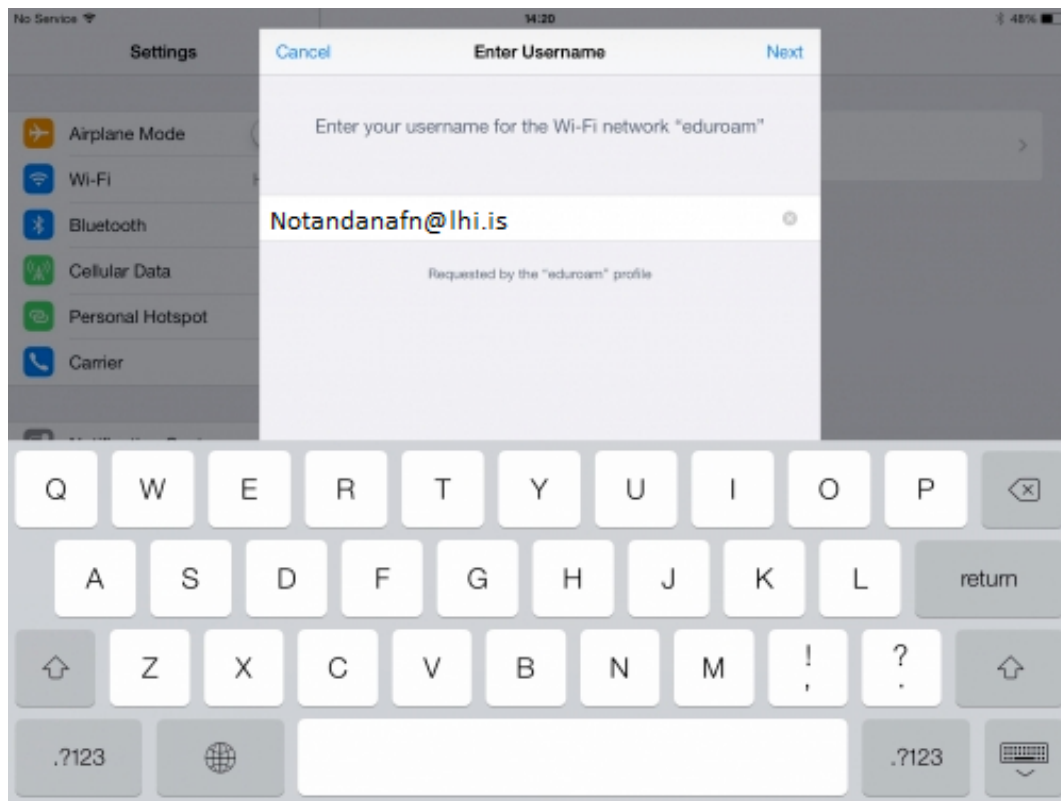 No Service 14:20 48%
Settings
Cancel Enter Username Next
Enter your username for the Wi-Fi network “eduroam”
Airplane Mode
Wi-Fi
Notandanafn@lhi.is
Bluetooth
Cellular Data
Requested by the “eduroam” profile
Personal Hotspot
Carrier
Q W E R T Y U I O P
A S D F G H J K L return
Z X C V B N M ! , ? .
.?123 .?123